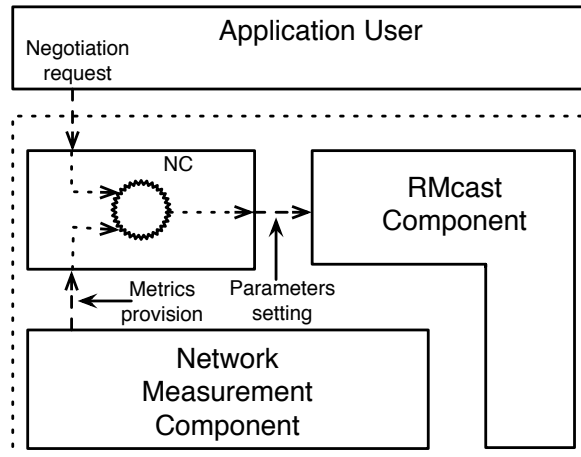 Application User
Negotiation
request
NC
RMcast
Component
Metrics
provision
Parameters
setting
Network
Measurement
Component